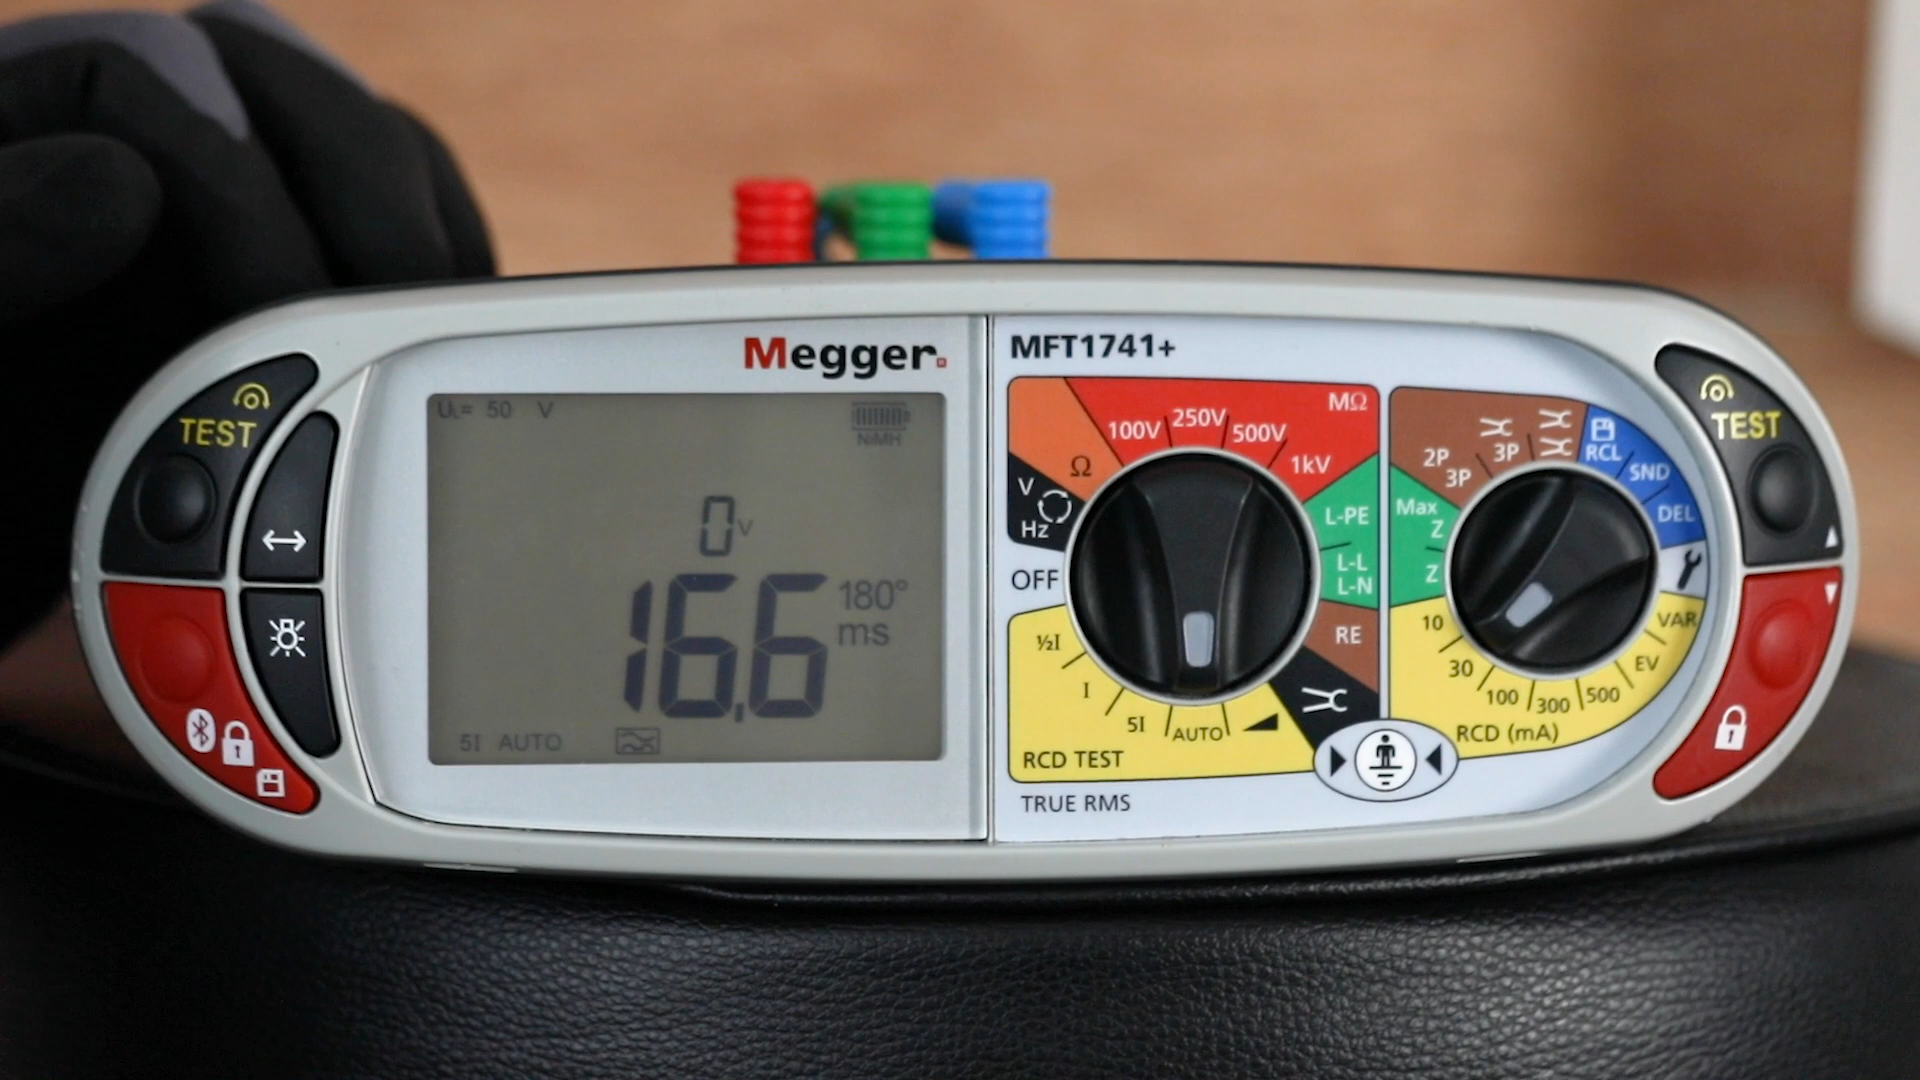 Megger.
MFT1741+
TEST
UL= 50 V
NiMH
0 V
16,6 180° ms
5I AUTO
MΩ
100V 250V 500V 1kV
Ω
V
Hz
OFF
L-PE
L-L
L-N
RE
½I
I
5I
AUTO
RCD TEST
TRUE RMS
2P
3P
3P
RCL
SND
DEL
Max
Z
Z
10
30
100
300
500
EV
VAR
RCD (mA)
TEST